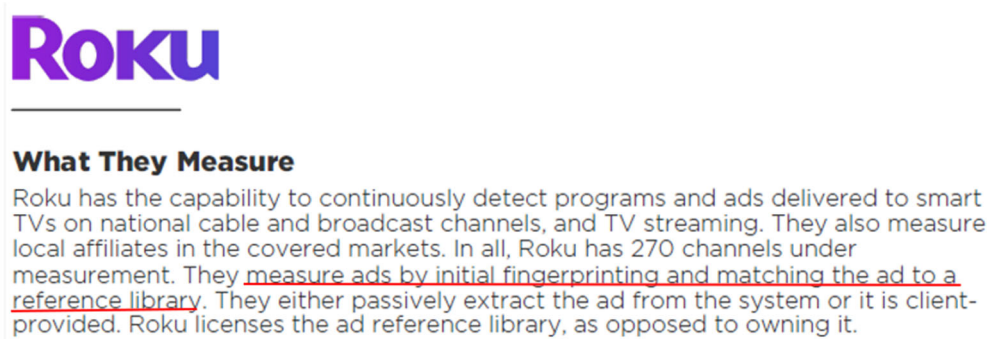 ROKU
What They Measure
Roku has the capability to continuously detect programs and ads delivered to smart
TVs on national cable and broadcast channels, and TV streaming. They also measure
local affiliates in the covered markets. In all, Roku has 270 channels under
measurement. They measure ads by initial fingerprinting and matching the ad to a
reference library. They either passively extract the ad from the system or it is client-
provided. Roku licenses the ad reference library, as opposed to owning it.